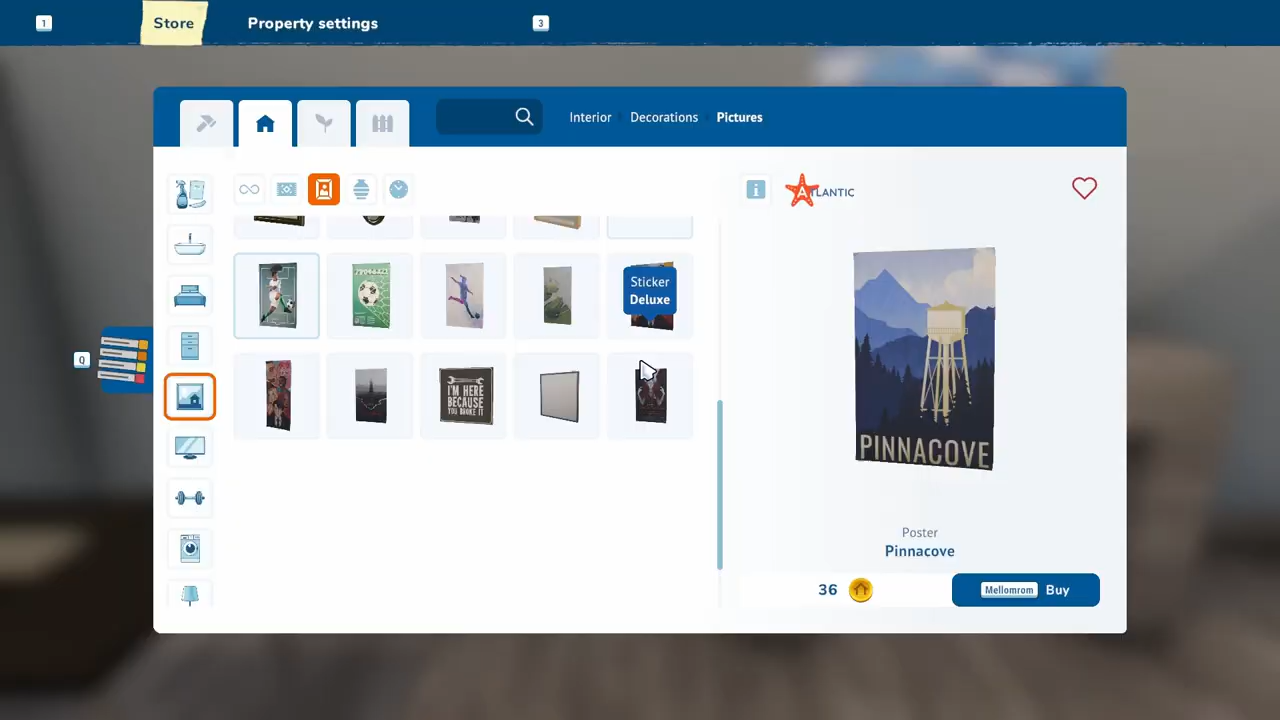 1
Store
Property settings
3
Interior
Decorations
Pictures
i
ATLANTIC
Sticker
Deluxe
Q
I'M HERE
BECAUSE
YOU BROKE IT
PINNACOVE
Poster
Pinnacove
36
Mellomrom
Buy